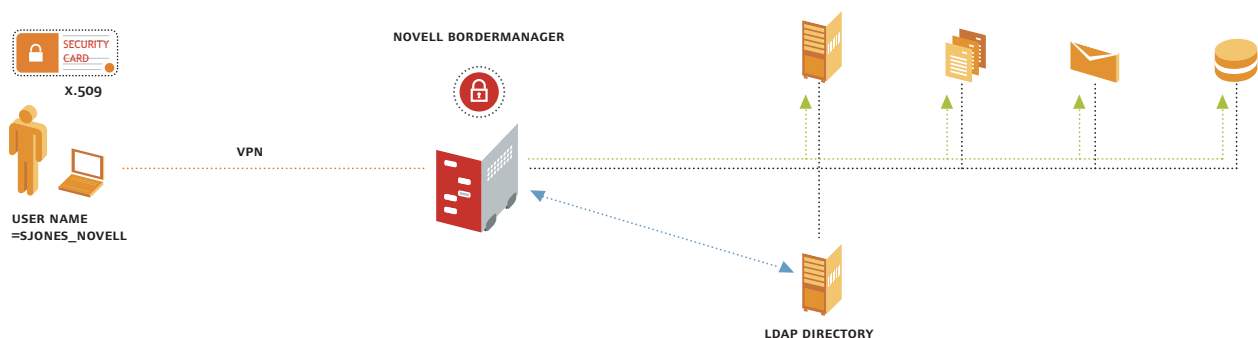 SECURITY
CARD
X.509
NOVELL BORDERMANAGER
VPN
USER NAME
=SJONES_NOVELL
LDAP DIRECTORY